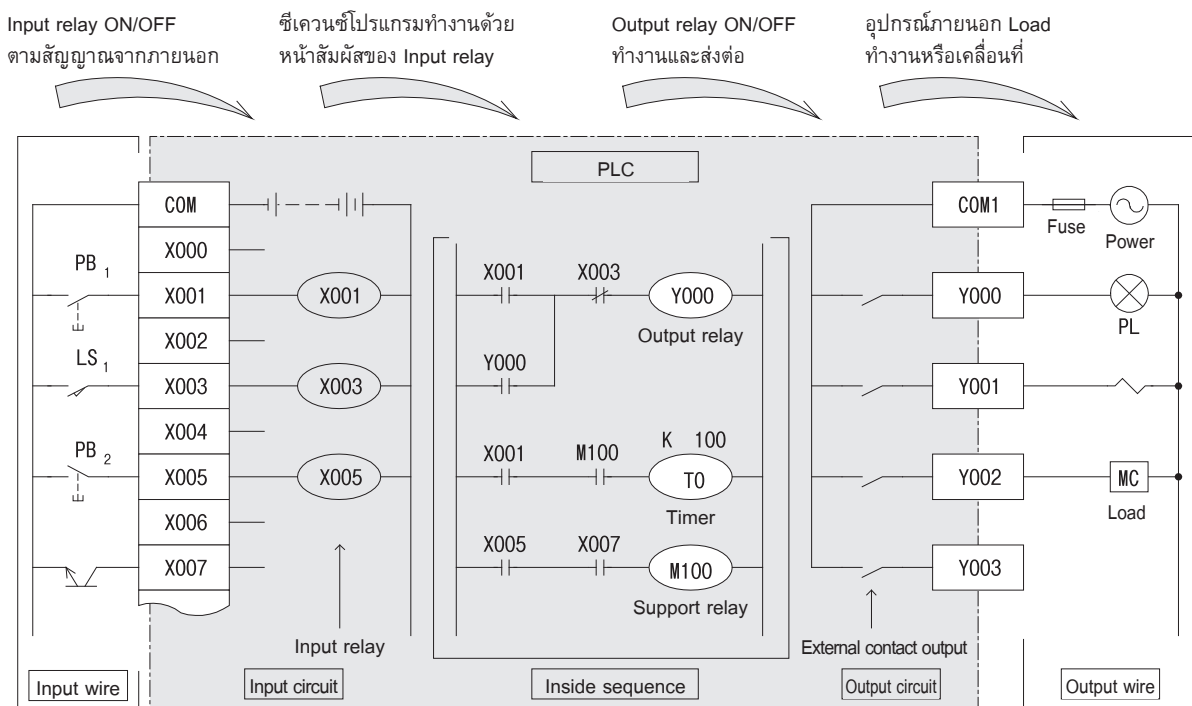 Input relay ON/OFF
ตามสัญญาณจากภายนอก
ซีเควนซ์โปรแกรมทำงานด้วย
หน้าสัมผัสของ Input relay
Output relay ON/OFF
ทำงานและส่งต่อ
อุปกรณ์ภายนอก Load
ทำงานหรือเคลื่อนที่
PLC
COM
X000
PB 1
X001
X002
LS 1
X003
X004
PB 2
X005
X006
X007
X001
X003
X005
Input relay
X001 X003
Y000
Output relay
Y000
K 100
X001 M100
T0
Timer
X005 X007
M100
Support relay
COM1
Fuse
Power
Y000
PL
Y001
Y002
MC
Load
Y003
External contact output
Input wire
Input circuit
Inside sequence
Output circuit
Output wire